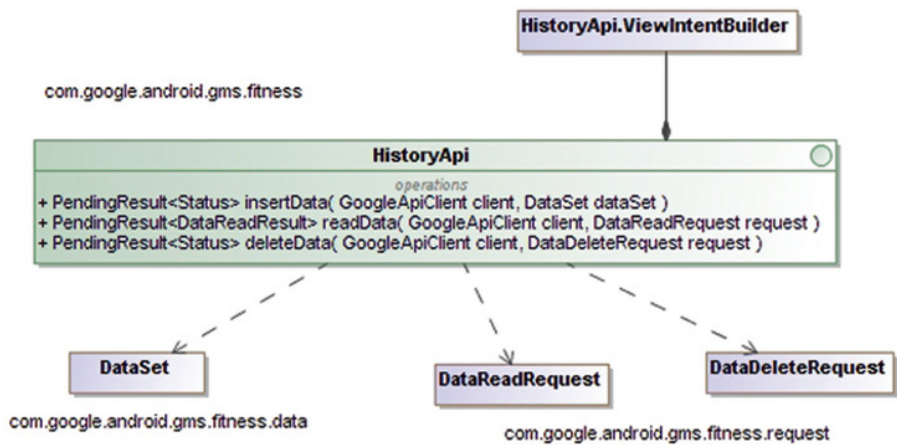 HistoryApi.ViewIntentBuilder
com.google.android.gms.fitness
HistoryApi
operations
+ PendingResult<Status> insertData( GoogleApiClient client, DataSet dataSet )
+ PendingResult<DataReadResult> readData( GoogleApiClient client, DataReadRequest request )
+ PendingResult<Status> deleteData( GoogleApiClient client, DataDeleteRequest request )
DataSet
DataReadRequest
DataDeleteRequest
com.google.android.gms.fitness.data
com.google.android.gms.fitness.request